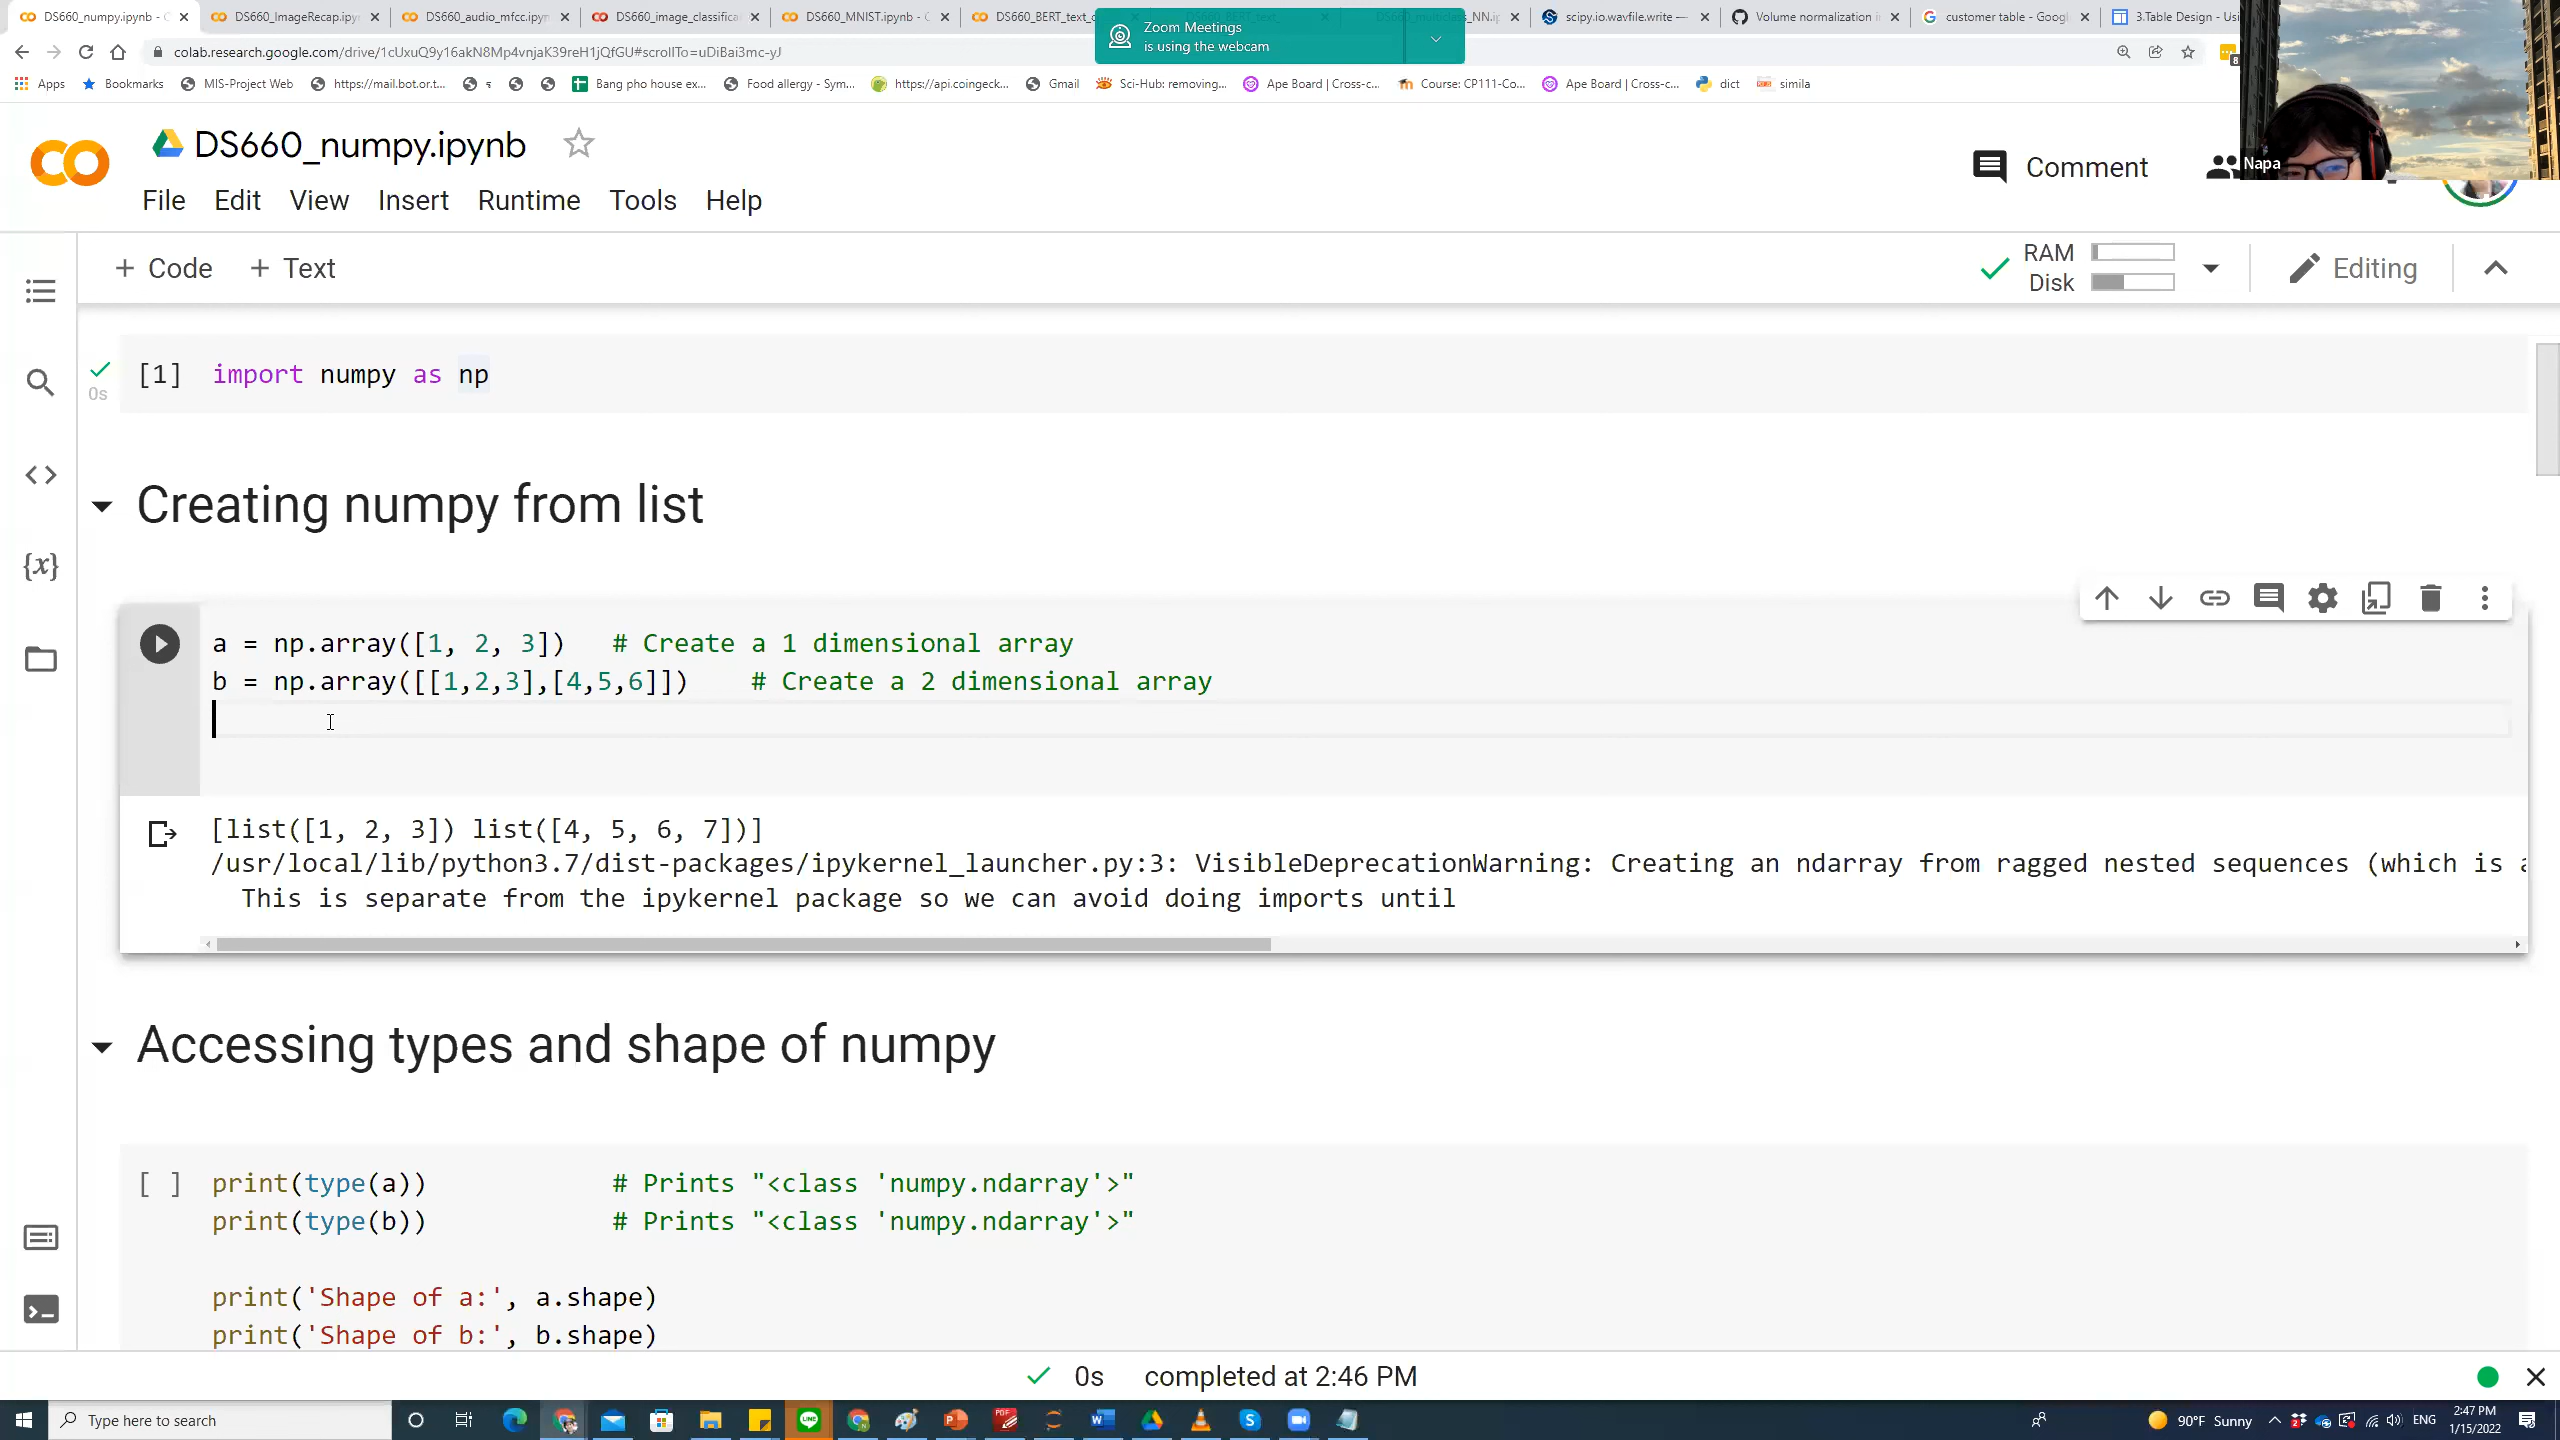 DS660_numpy.ipynb - C
DS660_ImageRecap.ipyn
DS660_audio_mfcc.ipyn
DS660_image_classifica
DS660_MNIST.ipynb - C
DS660_BERT_text_c
Zoom Meetings
is using the webcam
scipy.io.wavfile.write —
Volume normalization i
customer table - Googl
3.Table Design - Usi
colab.research.google.com/drive/1cUxuQ9y16akN8Mp4vnjaK39reH1jQfGU#scrollTo=uDiBai3mc-yJ
8
Apps
Bookmarks
MIS-Project Web
https://mail.bot.or.t...
Bang pho house ex...
Food allergy - Sym...
https://api.coingeck...
Gmail
Sci-Hub: removing...
Ape Board | Cross-c...
Course: CP111-Co...
Ape Board | Cross-c...
dict
simila
DS660_numpy.ipynb
Comment
Napa
File Edit View Insert Runtime Tools Help
+ Code + Text
RAM
Disk
Editing
[1] import numpy as np
0s
Creating numpy from list
{x}
a = np.array([1, 2, 3])   # Create a 1 dimensional array
b = np.array([[1,2,3],[4,5,6]])    # Create a 2 dimensional array
[list([1, 2, 3]) list([4, 5, 6, 7])]
/usr/local/lib/python3.7/dist-packages/ipykernel_launcher.py:3: VisibleDeprecationWarning: Creating an ndarray from ragged nested sequences (which is a
  This is separate from the ipykernel package so we can avoid doing imports until
Accessing types and shape of numpy
[ ] print(type(a))            # Prints "<class 'numpy.ndarray'>"
print(type(b))            # Prints "<class 'numpy.ndarray'>"
print('Shape of a:', a.shape)
print('Shape of b:', b.shape)
0s completed at 2:46 PM
Type here to search
90°F Sunny
ENG
2:47 PM
1/15/2022